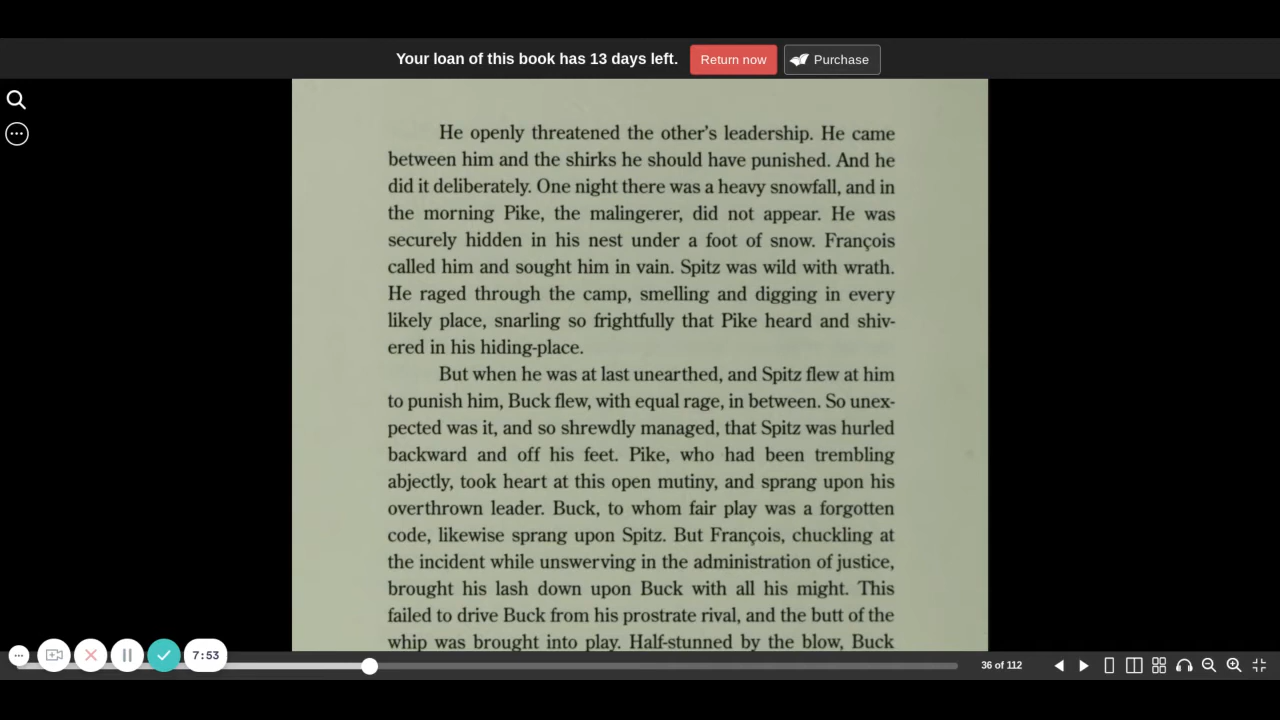 Your loan of this book has 13 days left. Return now Purchase
He openly threatened the other's leadership. He came
between him and the shirks he should have punished. And he
did it deliberately. One night there was a heavy snowfall, and in
the morning Pike, the malingerer, did not appear. He was
securely hidden in his nest under a foot of snow. François
called him and sought him in vain. Spitz was wild with wrath.
He raged through the camp, smelling and digging in every
likely place, snarling so frightfully that Pike heard and shiv-
ered in his hiding-place.
But when he was at last unearthed, and Spitz flew at him
to punish him, Buck flew, with equal rage, in between. So unex-
pected was it, and so shrewdly managed, that Spitz was hurled
backward and off his feet. Pike, who had been trembling
abjectly, took heart at this open mutiny, and sprang upon his
overthrown leader. Buck, to whom fair play was a forgotten
code, likewise sprang upon Spitz. But François, chuckling at
the incident while unswerving in the administration of justice,
brought his lash down upon Buck with all his might. This
failed to drive Buck from his prostrate rival, and the butt of the
whip was brought into play. Half-stunned by the blow, Buck
7:53
36 of 112